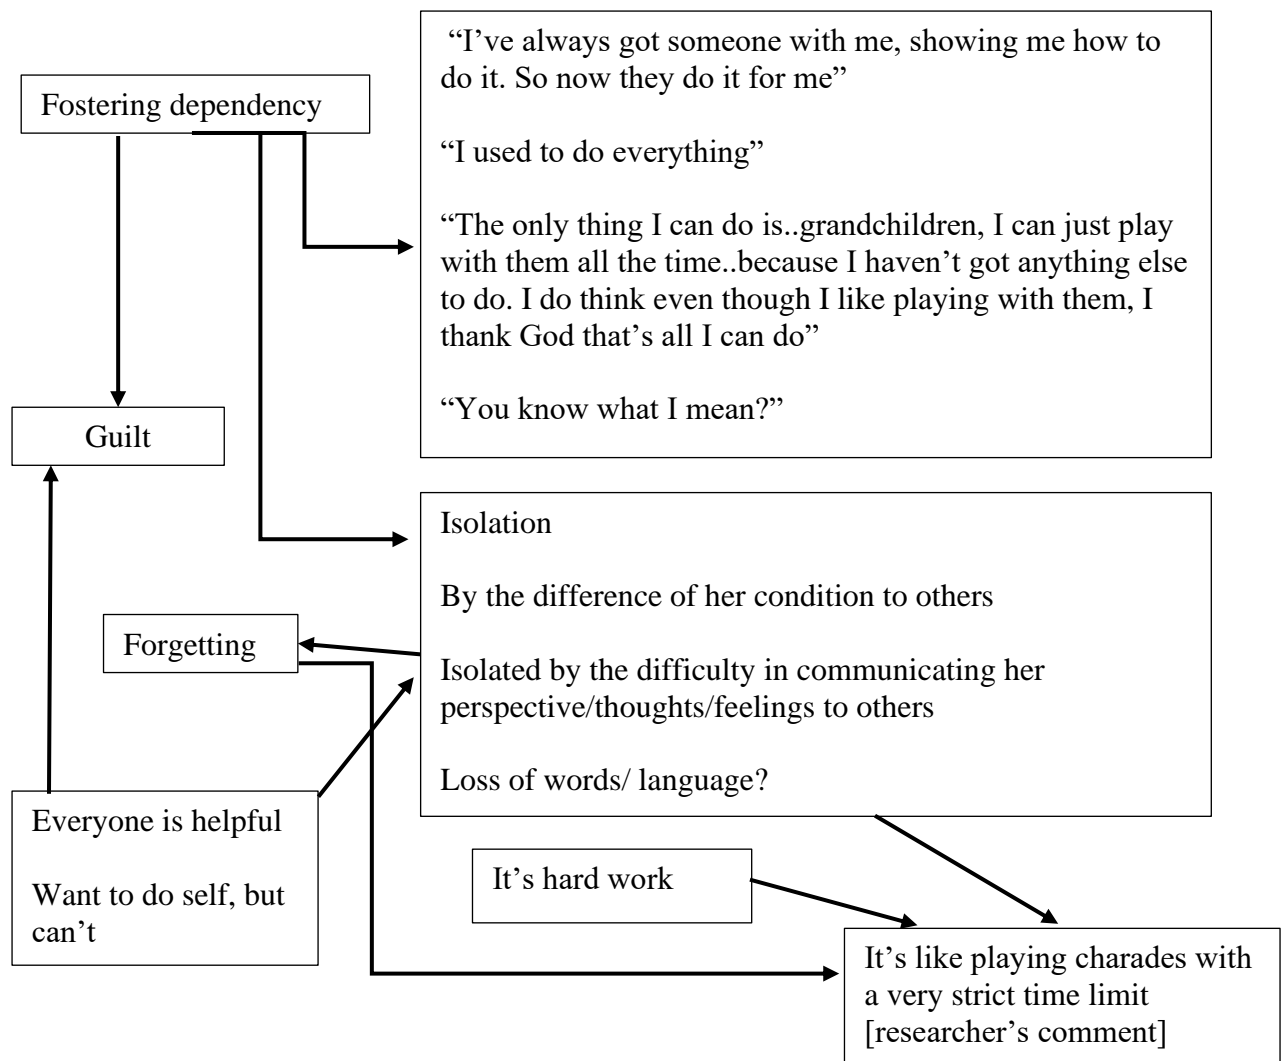 “I’ve always got someone with me, showing me how to
do it. So now they do it for me”
“I used to do everything”
“The only thing I can do is..grandchildren, I can just play
with them all the time..because I haven’t got anything else
to do. I do think even though I like playing with them, I
thank God that’s all I can do”
“You know what I mean?”
Fostering dependency
Guilt
Isolation
By the difference of her condition to others
Isolated by the difficulty in communicating her
perspective/thoughts/feelings to others
Loss of words/ language?
Forgetting
Everyone is helpful
Want to do self, but
can’t
It’s hard work
It’s like playing charades with
a very strict time limit
[researcher’s comment]